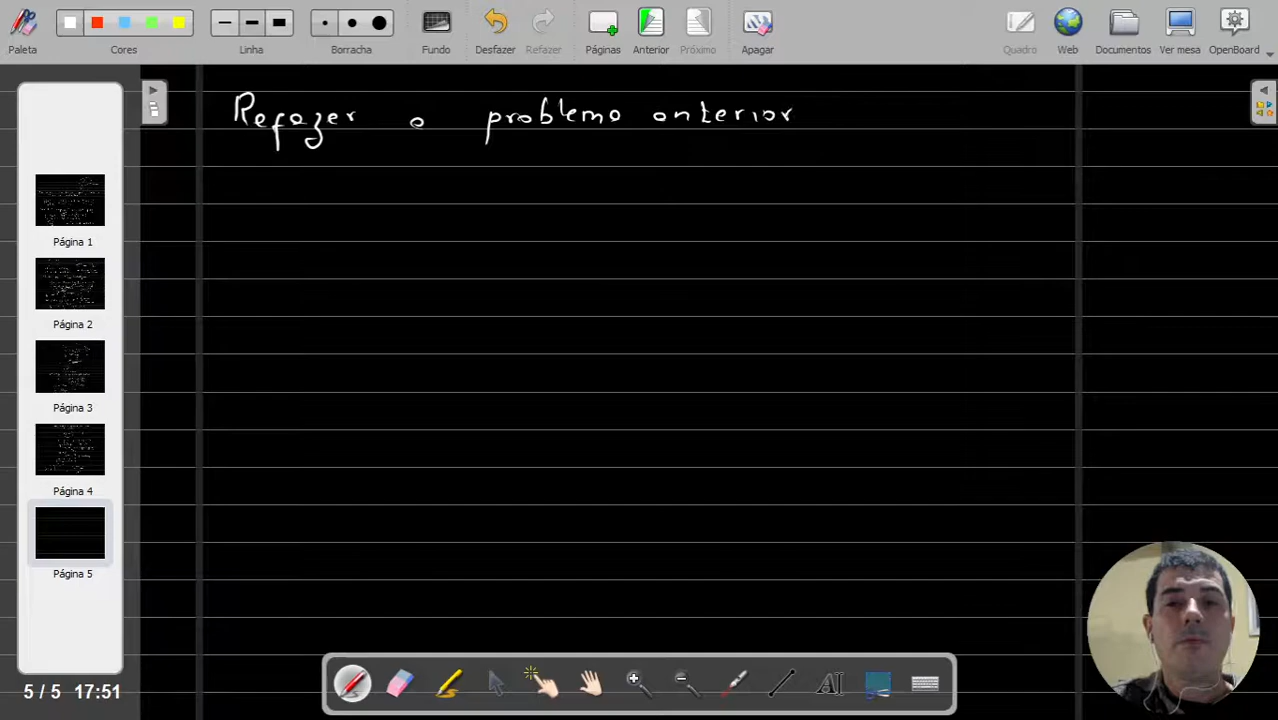 Paleta
Cores
Linha
Borracha
Fundo
Desfazer
Refazer
Páginas
Anterior
Próximo
Apagar
Quadro
Web
Documentos
Ver mesa
OpenBoard
Refazer o problema anterior
Página 1
Página 2
Página 3
Página 4
Página 5
5 / 5 17:51
AI